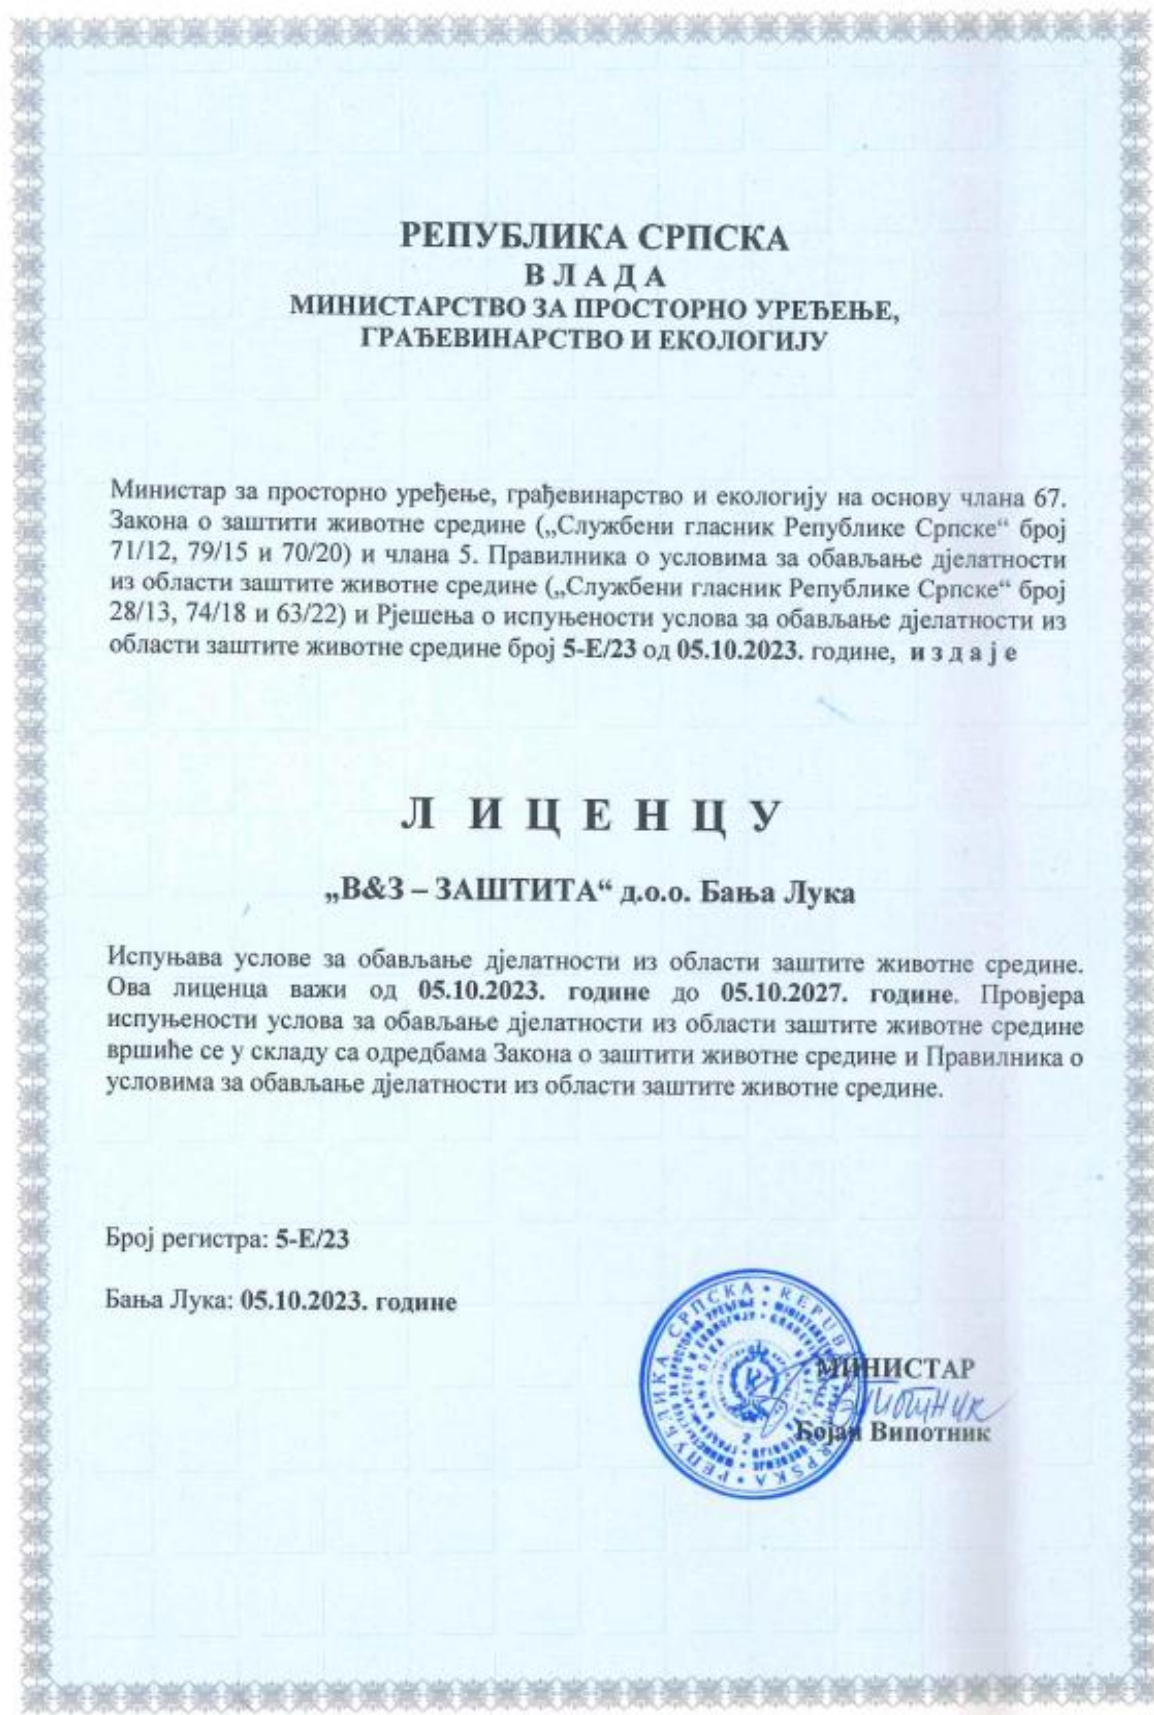 РЕПУБЛИКА СРПСКА
В Л А Д А
МИНИСТАРСТВО ЗА ПРОСТОРНО УРЕЂЕЊЕ,
ГРАЂЕВИНАРСТВО И ЕКОЛОГИЈУ
Министар за просторно уређење, грађевинарство и екологију на основу члана 67.
Закона о заштити животне средине („Службени гласник Републике Српске“ број
71/12, 79/15 и 70/20) и члана 5. Правилника о условима за обављање дјелатности
из области заштите животне средине („Службени гласник Републике Српске“ број
28/13, 74/18 и 63/22) и Рјешења о испуњености услова за обављање дјелатности из
области заштите животне средине број 5-Е/23 од 05.10.2023. године, и з д а ј е
Л И Ц Е Н Ц У
„В&З – ЗАШТИТА“ д.о.о. Бања Лука
Испуњава услове за обављање дјелатности из области заштите животне средине.
Ова лиценца важи од 05.10.2023. године до 05.10.2027. године. Провјера
испуњености услова за обављање дјелатности из области заштите животне средине
вршиће се у складу са одредбама Закона о заштити животне средине и Правилника о
условима за обављање дјелатности из области заштите животне средине.
Број регистра: 5-Е/23
Бања Лука: 05.10.2023. године
РЕПУБЛИКА СРПСКА • REPUBLIKA SRPSKA
МИНИСТАР
Бојан Випотник